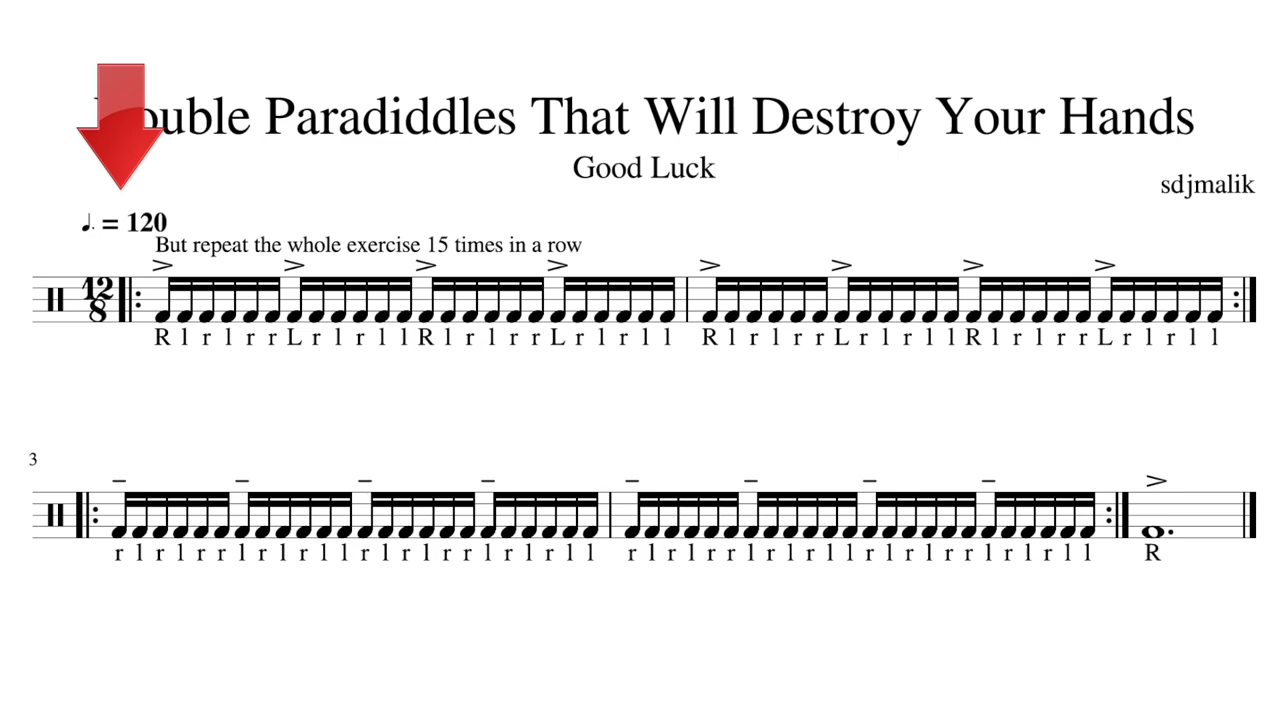 Double Paradiddles That Will Destroy Your Hands
Good Luck
sdjmalik
♩. = 120
But repeat the whole exercise 15 times in a row
12
8
R l r l r r L r l r l l R l r l r r L r l r l l R l r l r r L r l r l l R l r l r r L r l r l l
3
r l r l r r l r l r l l r l r l r r l r l r l l r l r l r r l r l r l l r l r l r r l r l r l l R